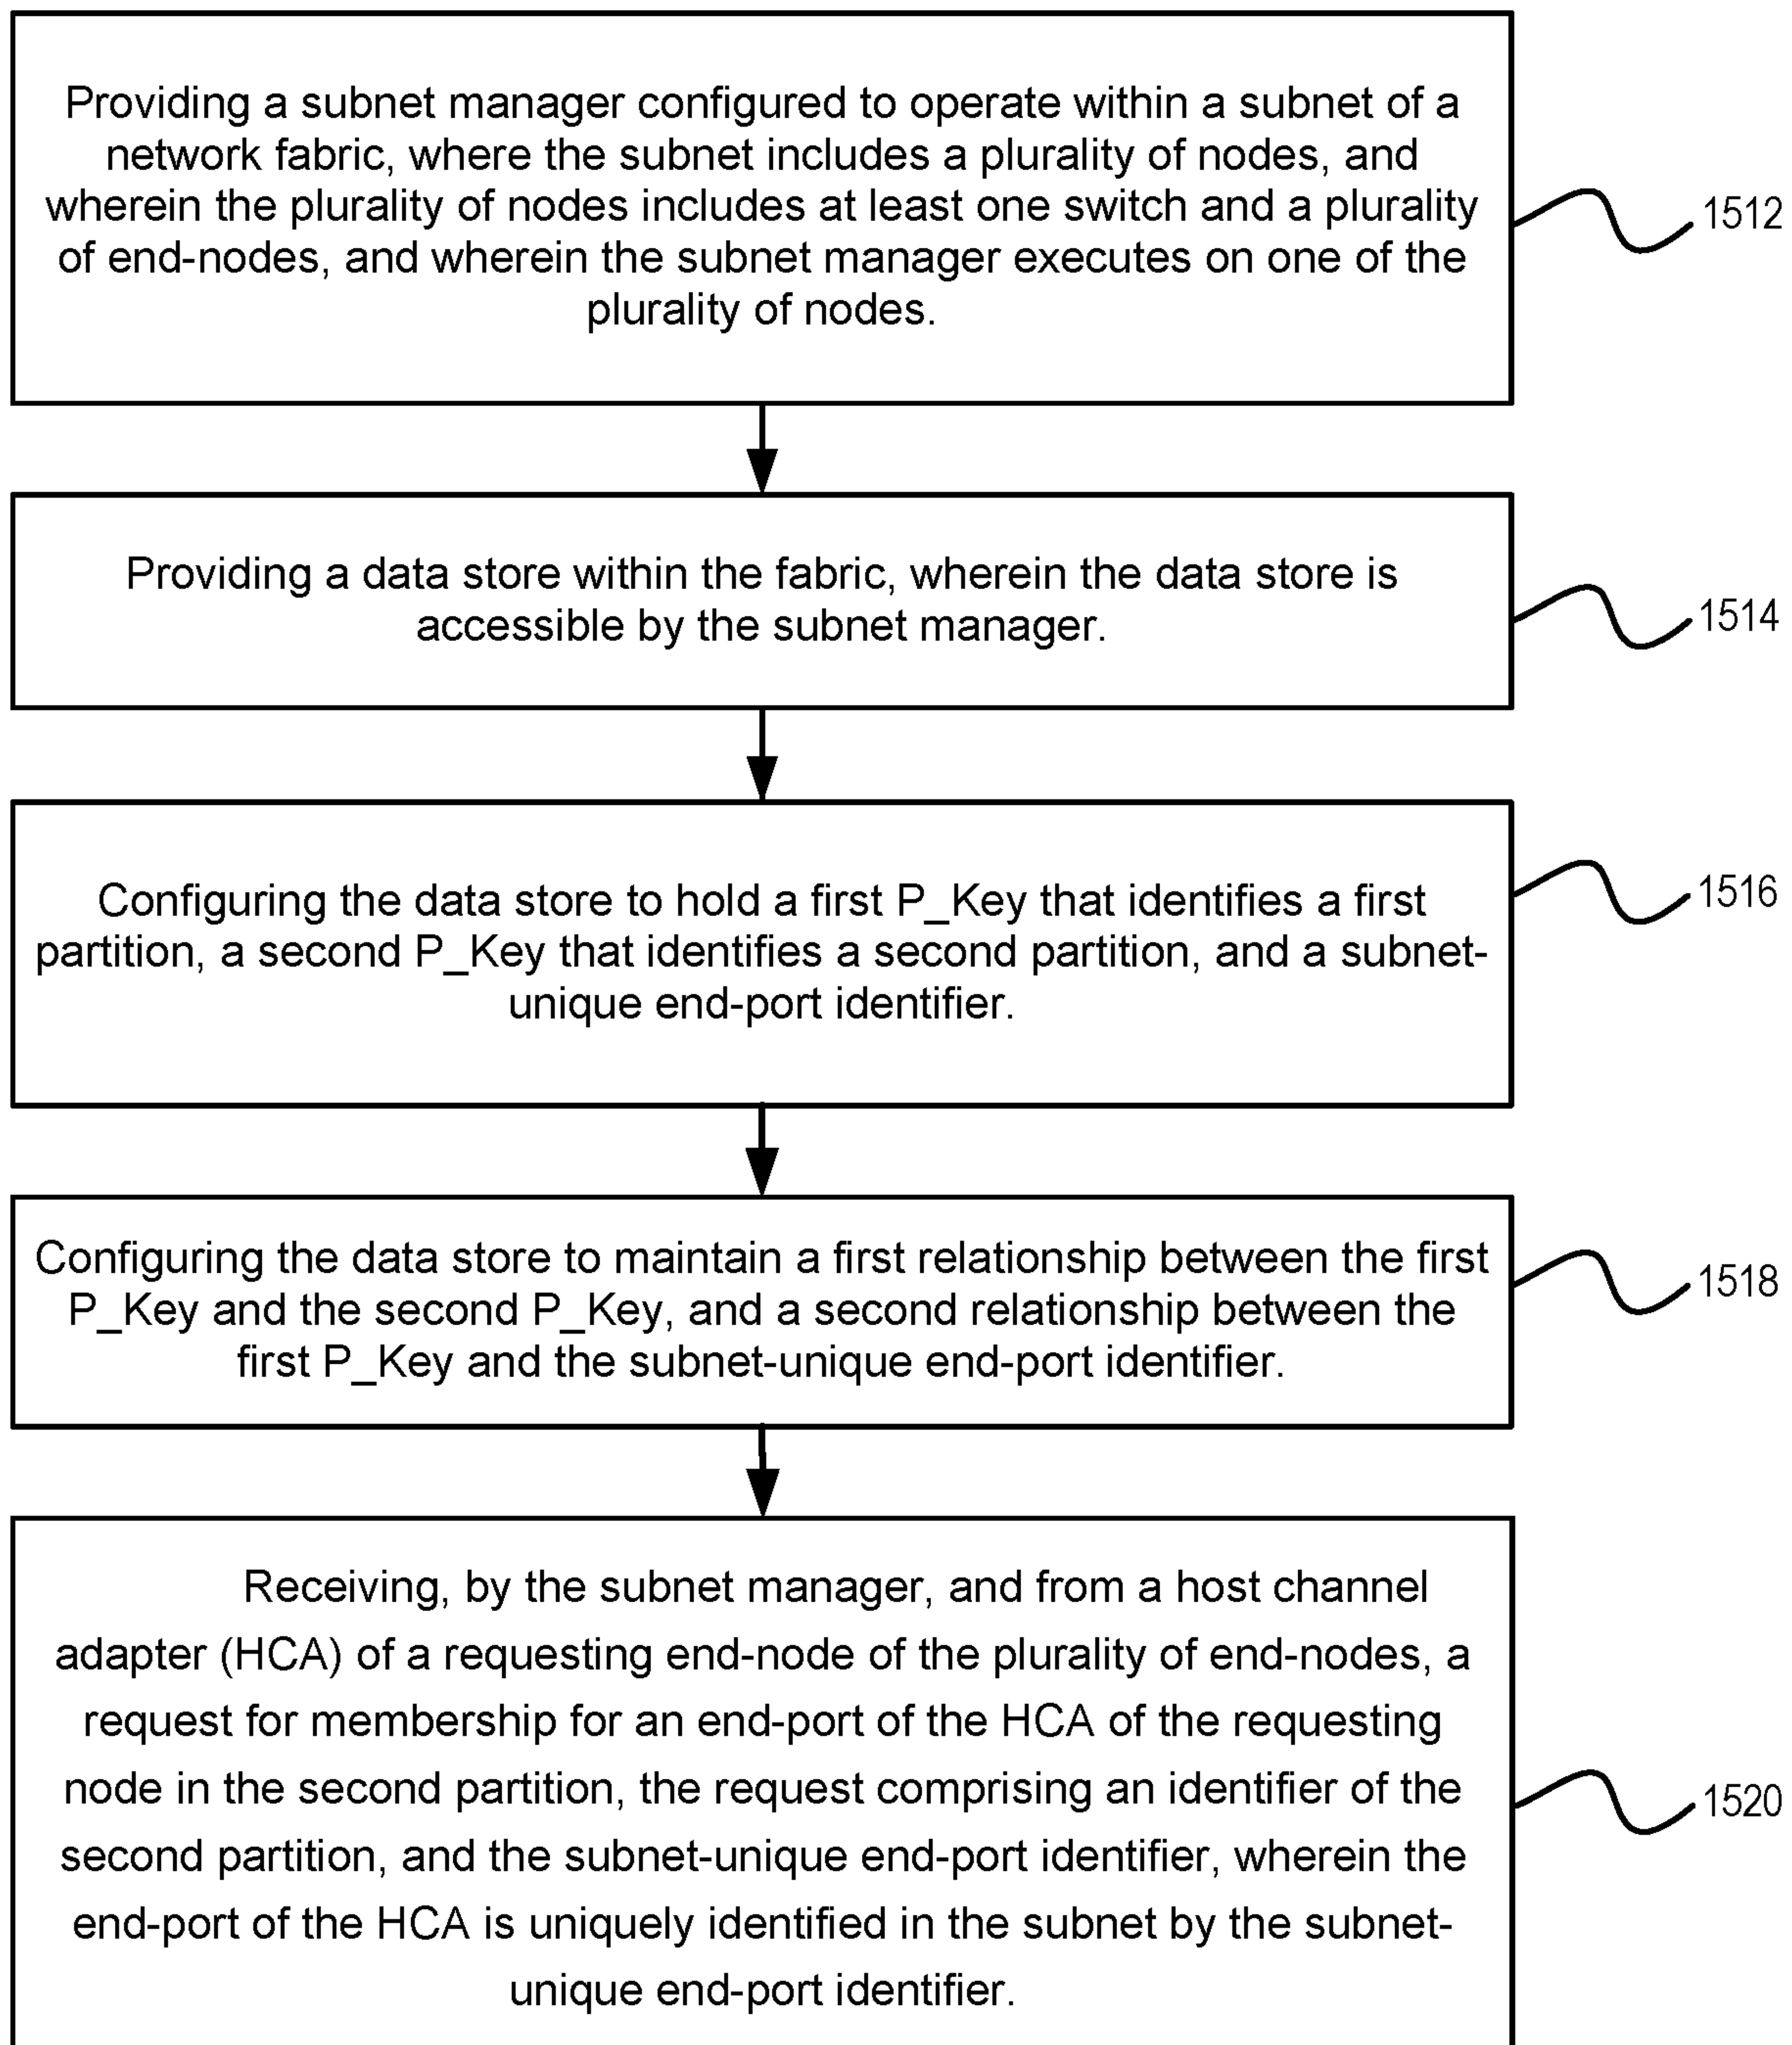 Providing a subnet manager configured to operate within a subnet of a
network fabric, where the subnet includes a plurality of nodes, and
wherein the plurality of nodes includes at least one switch and a plurality
of end-nodes, and wherein the subnet manager executes on one of the
plurality of nodes.
1512
Providing a data store within the fabric, wherein the data store is
accessible by the subnet manager.
1514
Configuring the data store to hold a first P_Key that identifies a first
partition, a second P_Key that identifies a second partition, and a subnet-
unique end-port identifier.
1516
Configuring the data store to maintain a first relationship between the first
P_Key and the second P_Key, and a second relationship between the
first P_Key and the subnet-unique end-port identifier.
1518
Receiving, by the subnet manager, and from a host channel
adapter (HCA) of a requesting end-node of the plurality of end-nodes, a
request for membership for an end-port of the HCA of the requesting
node in the second partition, the request comprising an identifier of the
second partition, and the subnet-unique end-port identifier, wherein the
end-port of the HCA is uniquely identified in the subnet by the subnet-
unique end-port identifier.
1520